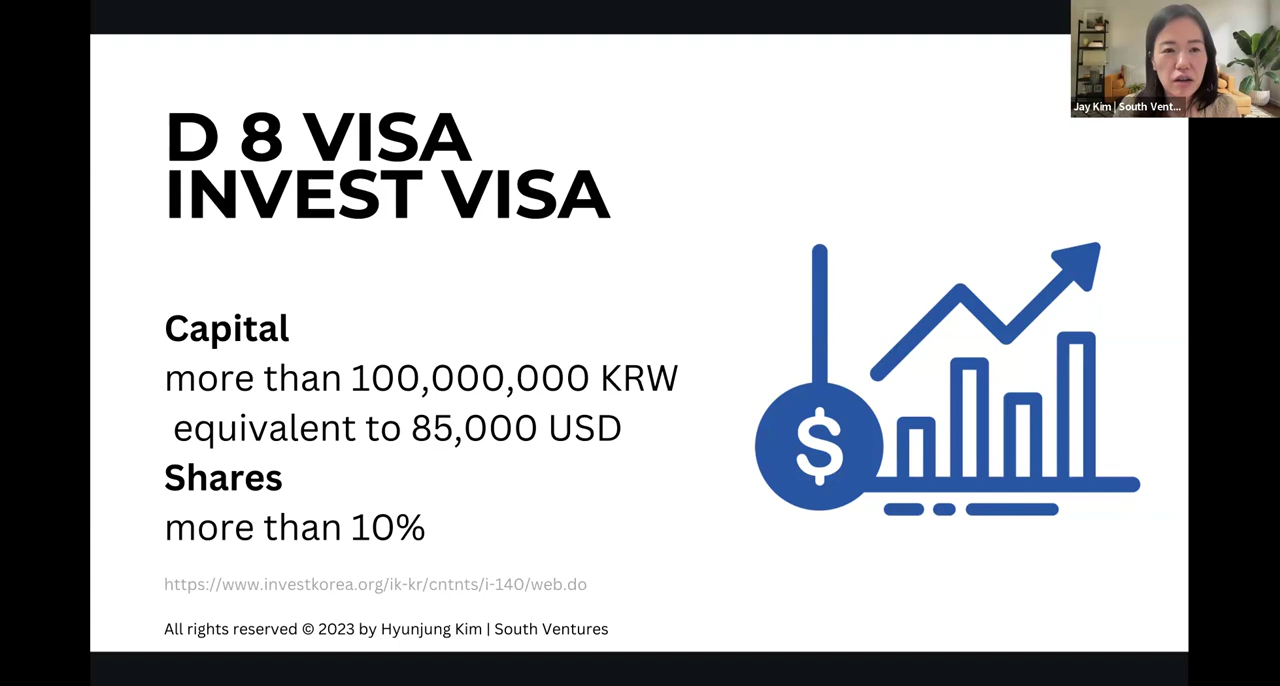 Jay Kim | South Vent...
D 8 VISA
INVEST VISA
Capital
more than 100,000,000 KRW
equivalent to 85,000 USD
Shares
more than 10%
https://www.investkorea.org/ik-kr/cntnts/i-140/web.do
All rights reserved © 2023 by Hyunjung Kim | South Ventures
$